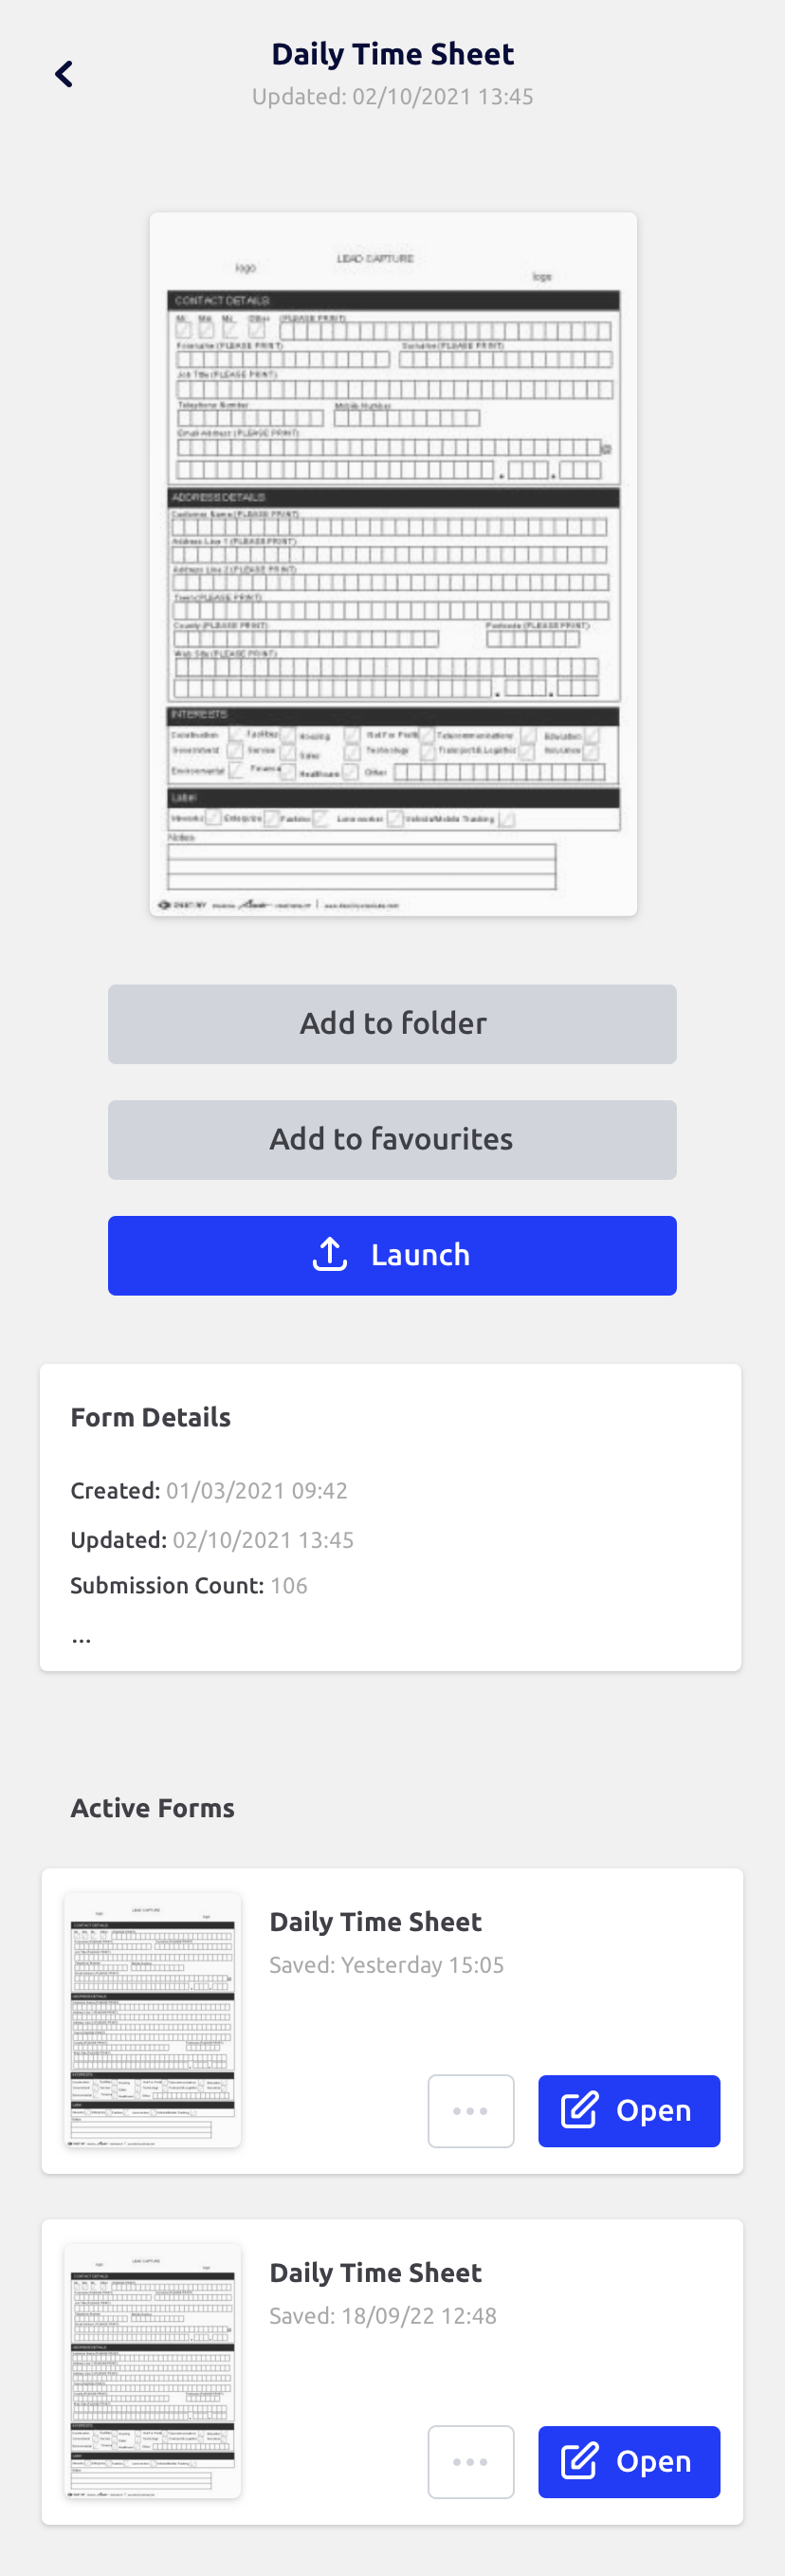 Daily Time Sheet
Updated: 02/10/2021 13:45
LEAD CAPTURE
logo
logo
CONTACT DETAILS
Other (PLEASE PRINT)
Forename (PLEASE PRINT) Surname (PLEASE PRINT)
Job Title (PLEASE PRINT)
Telephone Number Mobile Number
Email Address (PLEASE PRINT)
@
ADDRESS DETAILS
Customer Name (PLEASE PRINT)
Address Line 1 (PLEASE PRINT)
Address Line 2 (PLEASE PRINT)
Town (PLEASE PRINT)
County (PLEASE PRINT) Postcode (PLEASE PRINT)
Web Site (PLEASE PRINT)
INTERESTS
Construction Facilities Housing Not For Profit Telecommunications Education
Government Service Sales Technology Transport & Logistics
Environmental Finance Healthcare Other
Label
Enterprise Lone worker Vehicle/Mobile Tracking
Notes
DESTINY
Add to folder
Add to favourites
Launch
Form Details
Created: 01/03/2021 09:42
Updated: 02/10/2021 13:45
Submission Count: 106
...
Active Forms
Daily Time Sheet
Saved: Yesterday 15:05
Open
Daily Time Sheet
Saved: 18/09/22 12:48
Open